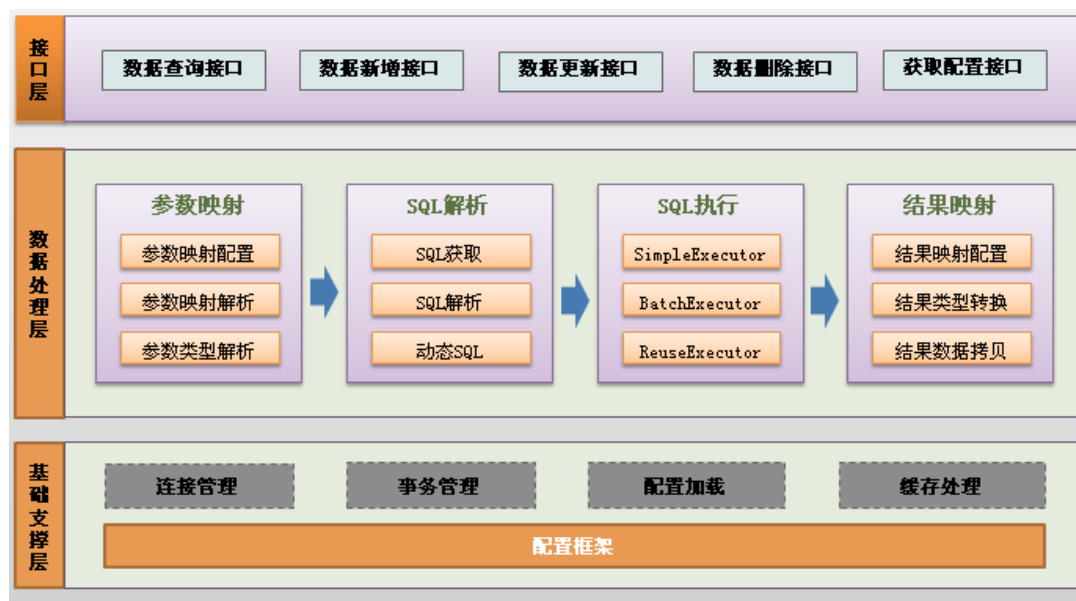 接口层
数据查询接口
数据新增接口
数据更新接口
数据删除接口
获取配置接口
数据处理层
参数映射
参数映射配置
参数映射解析
参数类型解析
SQL解析
SQL获取
SQL解析
动态SQL
SQL执行
SimpleExecutor
BatchExecutor
ReuseExecutor
结果映射
结果映射配置
结果类型转换
结果数据拷贝
基础支撑层
连接管理
事务管理
配置加载
缓存处理
配置框架